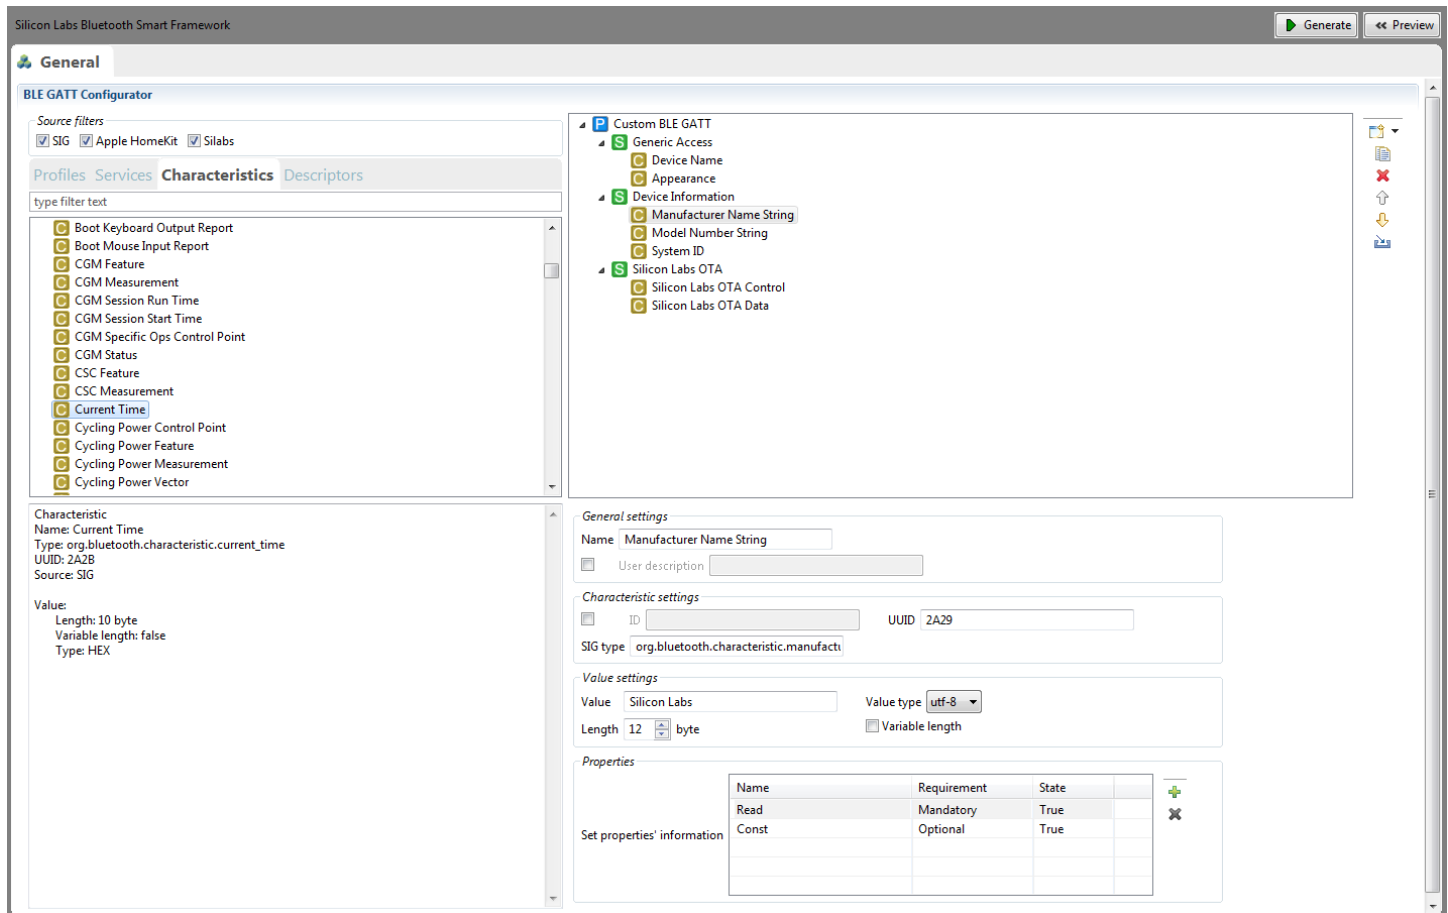 Silicon Labs Bluetooth Smart Framework
Generate
Preview
General
BLE GATT Configurator
Source filters
SIG Apple HomeKit Silabs
Profiles Services Characteristics Descriptors
type filter text
Boot Keyboard Output Report
Boot Mouse Input Report
CGM Feature
CGM Measurement
CGM Session Run Time
CGM Session Start Time
CGM Specific Ops Control Point
CGM Status
CSC Feature
CSC Measurement
Current Time
Cycling Power Control Point
Cycling Power Feature
Cycling Power Measurement
Cycling Power Vector
Characteristic
Name: Current Time
Type: org.bluetooth.characteristic.current_time
UUID: 2A2B
Source: SIG
Value:
Length: 10 byte
Variable length: false
Type: HEX
P Custom BLE GATT
S Generic Access
C Device Name
C Appearance
S Device Information
C Manufacturer Name String
C Model Number String
C System ID
S Silicon Labs OTA
C Silicon Labs OTA Control
C Silicon Labs OTA Data
General settings
Name Manufacturer Name String
User description
Characteristic settings
ID UUID 2A29
SIG type org.bluetooth.characteristic.manufactu
Value settings
Value Silicon Labs Value type utf-8
Length 12 byte Variable length
Properties
Name Requirement State
Read Mandatory True
Const Optional True
Set properties' information